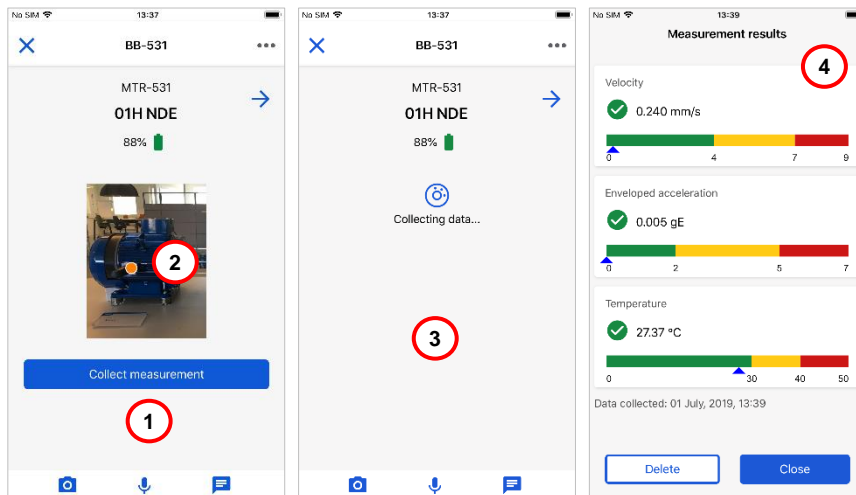 No SIM 13:37
BB-531
MTR-531
01H NDE
88%
2
Collect measurement
1
No SIM 13:37
BB-531
MTR-531
01H NDE
88%
Collecting data...
3
No SIM 13:39
Measurement results
4
Velocity
0.240 mm/s
0 4 7 9
Enveloped acceleration
0.005 gE
0 2 5 7
Temperature
27.37 °C
0 30 40 50
Data collected: 01 July, 2019, 13:39
Delete Close